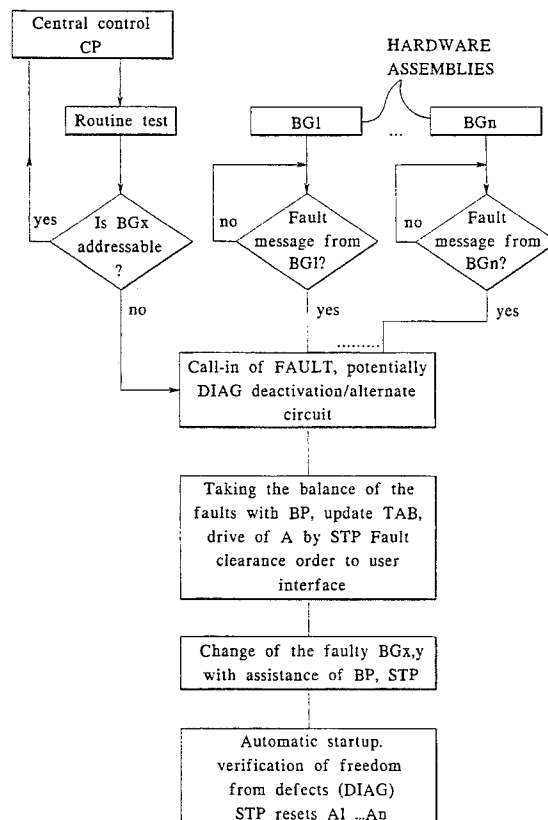 Central control
CP
HARDWARE
ASSEMBLIES
Routine test
BG1
...
BGn
yes
Is BGx
addressable
?
no
no
Fault
message from
BG1?
yes
no
Fault
message from
BGn?
yes
.........
Call-in of FAULT, potentially
DIAG deactivation/alternate
circuit
Taking the balance of the
faults with BP, update TAB,
drive of A by STP Fault
clearance order to user
interface
Change of the faulty BGx,y
with assistance of BP, STP
Automatic startup.
verification of freedom
from defects (DIAG)
STP resets A1 ...An